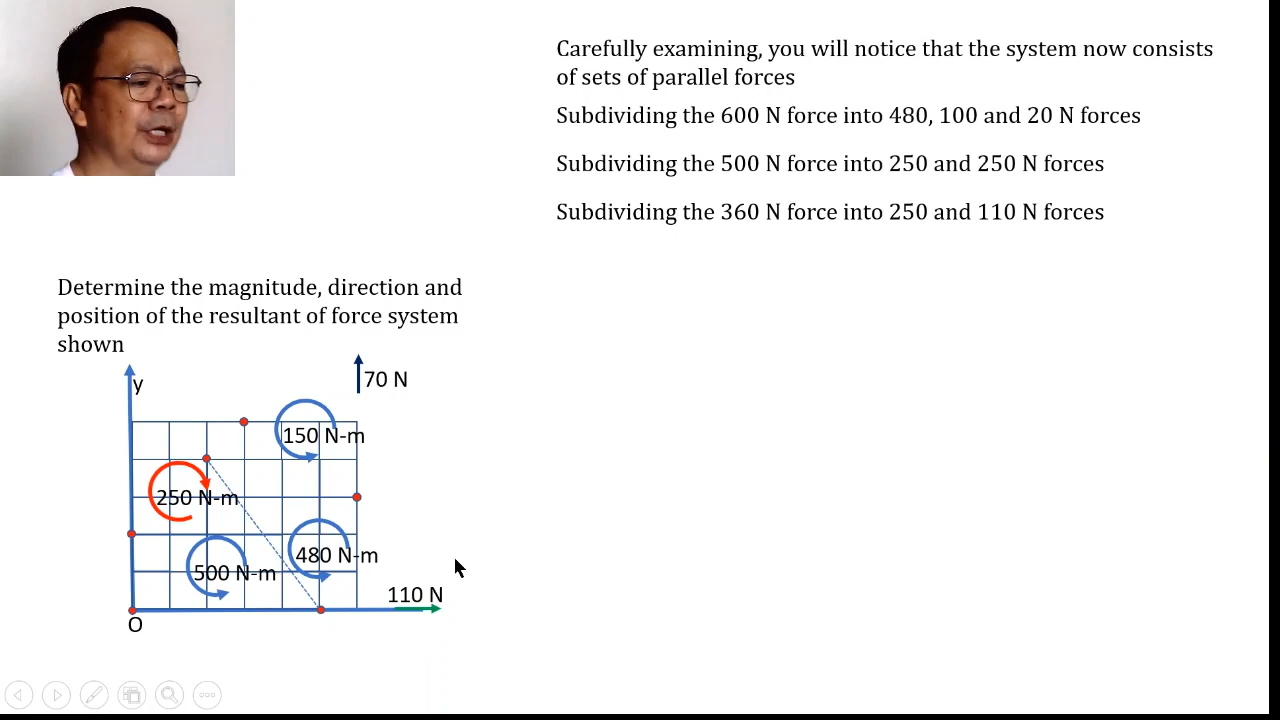 Carefully examining, you will notice that the system now consists
of sets of parallel forces
Subdividing the 600 N force into 480, 100 and 20 N forces
Subdividing the 500 N force into 250 and 250 N forces
Subdividing the 360 N force into 250 and 110 N forces
Determine the magnitude, direction and
position of the resultant of force system
shown
y
70 N
150 N-m
250 N-m
480 N-m
500 N-m
110 N
O